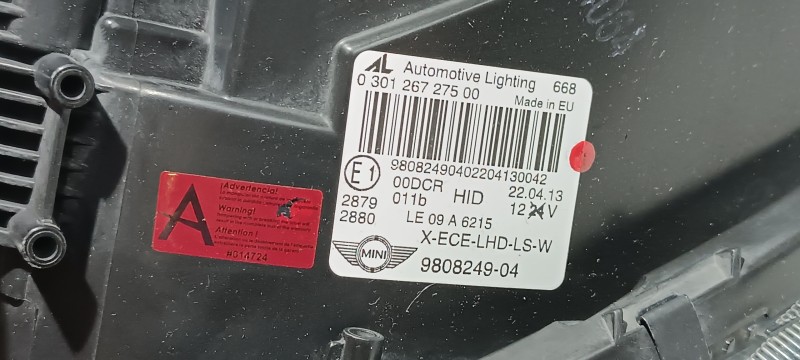 AL Automotive Lighting 668
0 301 267 275 00
Made in EU
98082490402204130042
E1
00DCR HID 22.04.13
2879 011b 12 V
2880 LE 09 A 6215
X-ECE-LHD-LS-W
MINI
9808249-04
A
¡Advertencia!
Warning!
Attention !
#014724